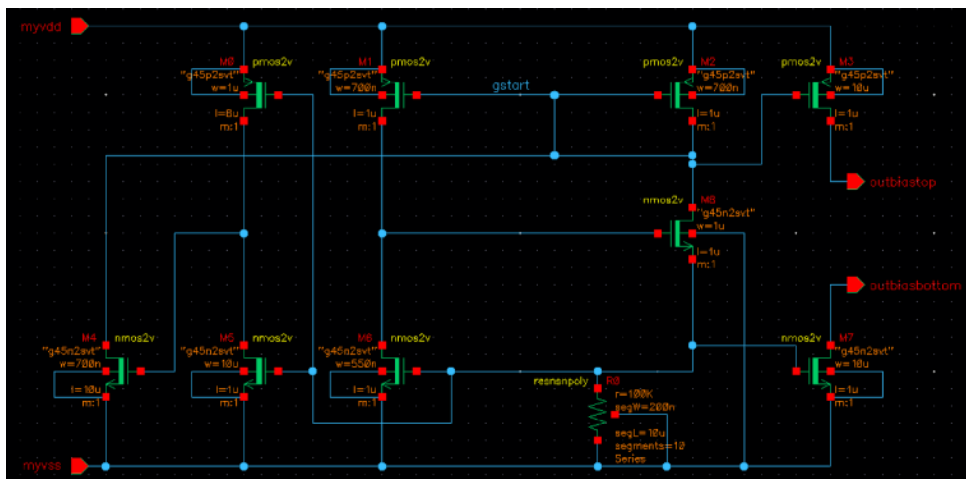 myvdd
M0
pmos2v
"g45p2svt"
w=1u
l=8u
m:1
M1
pmos2v
"g45p2svt"
w=700n
l=1u
m:1
gstart
M2
pmos2v
"g45p2svt"
w=700n
l=1u
m:1
M3
pmos2v
"g45p2svt"
w=10u
l=1u
m:1
outbiastop
M8
nmos2v
"g45n2svt"
w=1u
l=1u
m:1
outbiasbottom
M4
nmos2v
"g45n2svt"
w=700n
l=10u
m:1
M5
nmos2v
"g45n2svt"
w=10u
l=1u
m:1
M6
nmos2v
"g45n2svt"
w=550n
l=1u
m:1
resnsnpoly
R0
r=100K
segW=200n
segL=10u
segments=10
Series
M7
nmos2v
"g45n2svt"
w=10u
l=1u
m:1
myvss